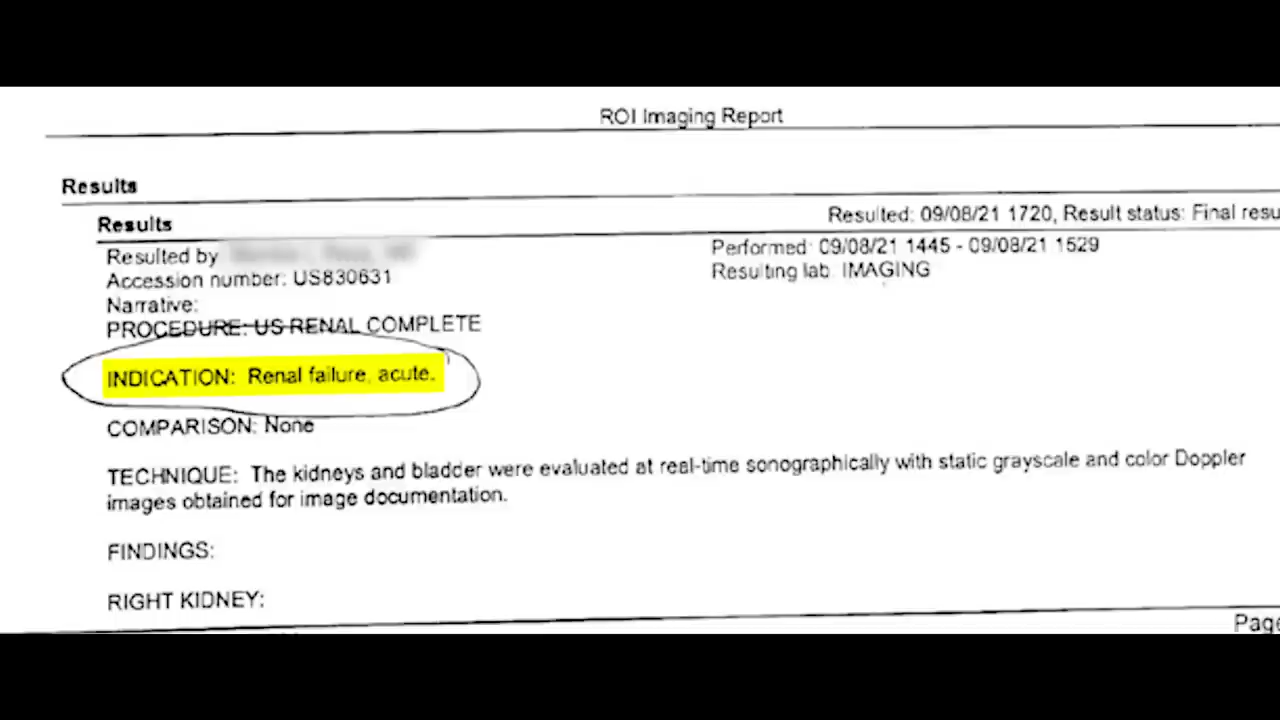 ROI Imaging Report
Results
Results
Resulted: 09/08/21 1720, Result status: Final resu
Resulted by
Performed: 09/08/21 1445 - 09/08/21 1529
Accession number: US830631
Resulting lab: IMAGING
Narrative:
PROCEDURE: US RENAL COMPLETE
INDICATION: Renal failure, acute.
COMPARISON: None
TECHNIQUE: The kidneys and bladder were evaluated at real-time sonographically with static grayscale and color Doppler
images obtained for image documentation.
FINDINGS:
RIGHT KIDNEY:
Page